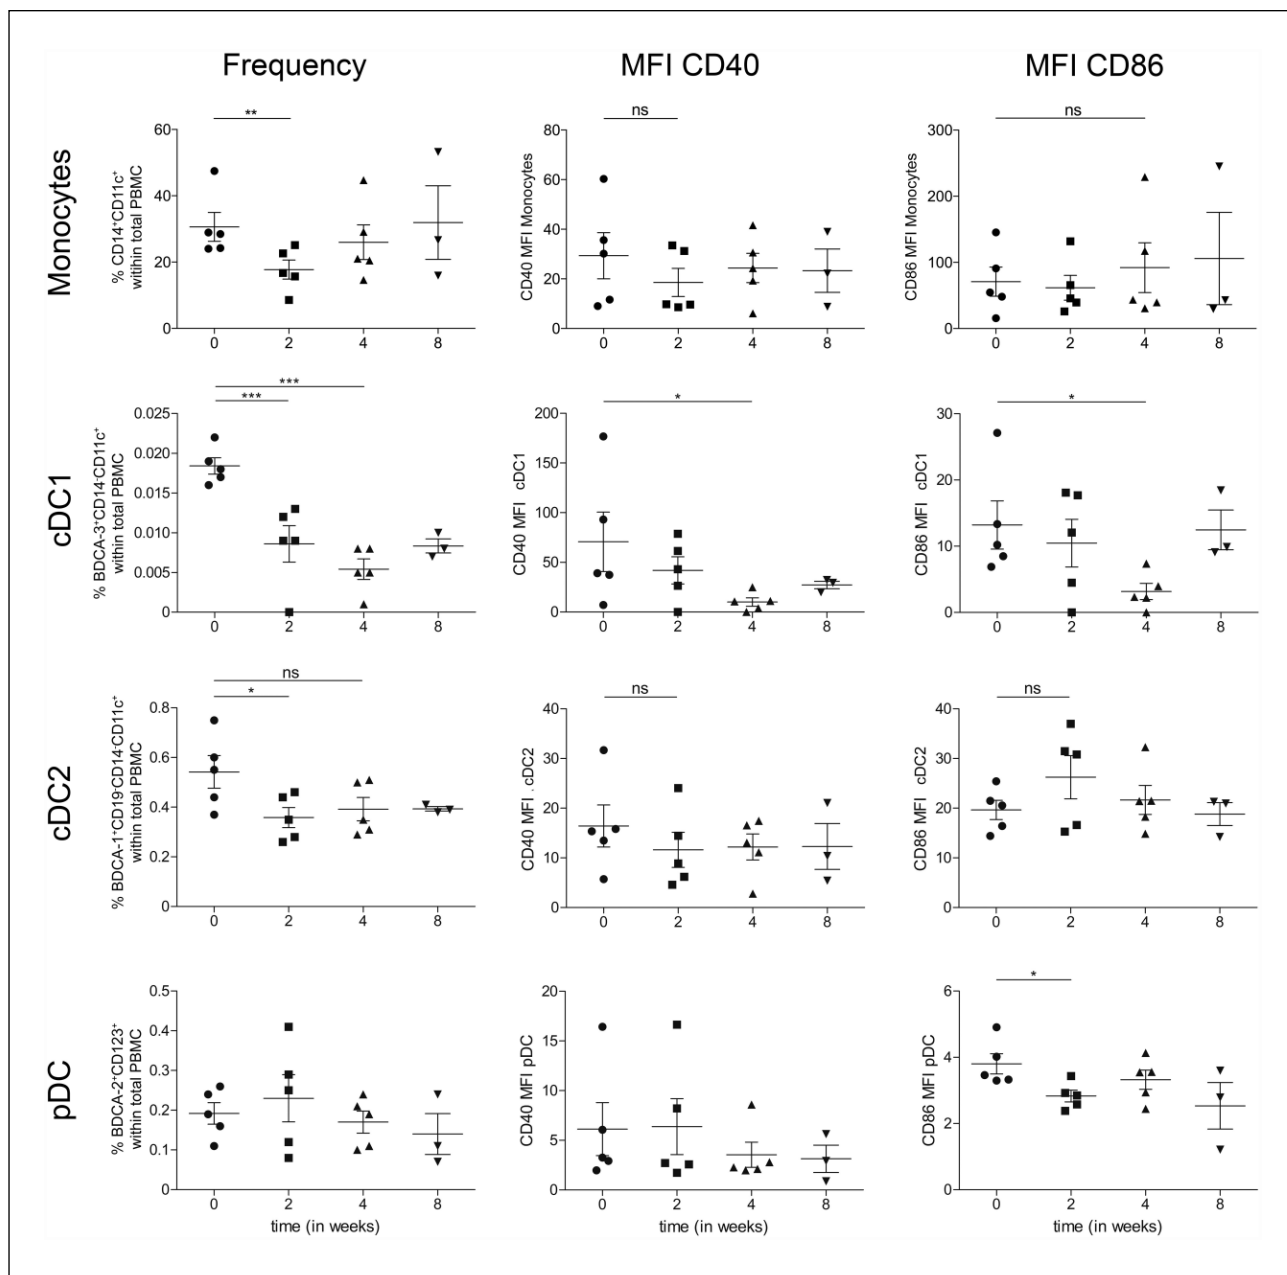 Frequency
MFI CD40
MFI CD86
Monocytes
% CD14⁺CD11c⁺
within total PBMC
**
60
40
20
0
0 2 4 8
CD40 MFI Monocytes
ns
80
60
40
20
0
0 2 4 8
CD86 MFI Monocytes
ns
300
200
100
0
0 2 4 8
cDC1
% BDCA-3⁺CD14⁻CD11c⁺
within total PBMC
***
***
0.025
0.020
0.015
0.010
0.005
0
0 2 4 8
CD40 MFI cDC1
*
200
150
100
50
0
0 2 4 8
CD86 MFI cDC1
*
30
20
10
0
0 2 4 8
cDC2
% BDCA-1⁺CD19⁻CD14⁻CD11c⁺
within total PBMC
ns
*
0.8
0.6
0.4
0.2
0
0 2 4 8
CD40 MFI . cDC2
ns
40
30
20
10
0
0 2 4 8
CD86 MFI cDC2
ns
40
30
20
10
0
0 2 4 8
pDC
% BDCA-2⁺CD123⁺
within total PBMC
0.5
0.4
0.3
0.2
0.1
0
0 2 4 8
time (in weeks)
CD40 MFI pDC
20
15
10
5
0
0 2 4 8
time (in weeks)
CD86 MFI pDC
*
6
4
2
0
0 2 4 8
time (in weeks)